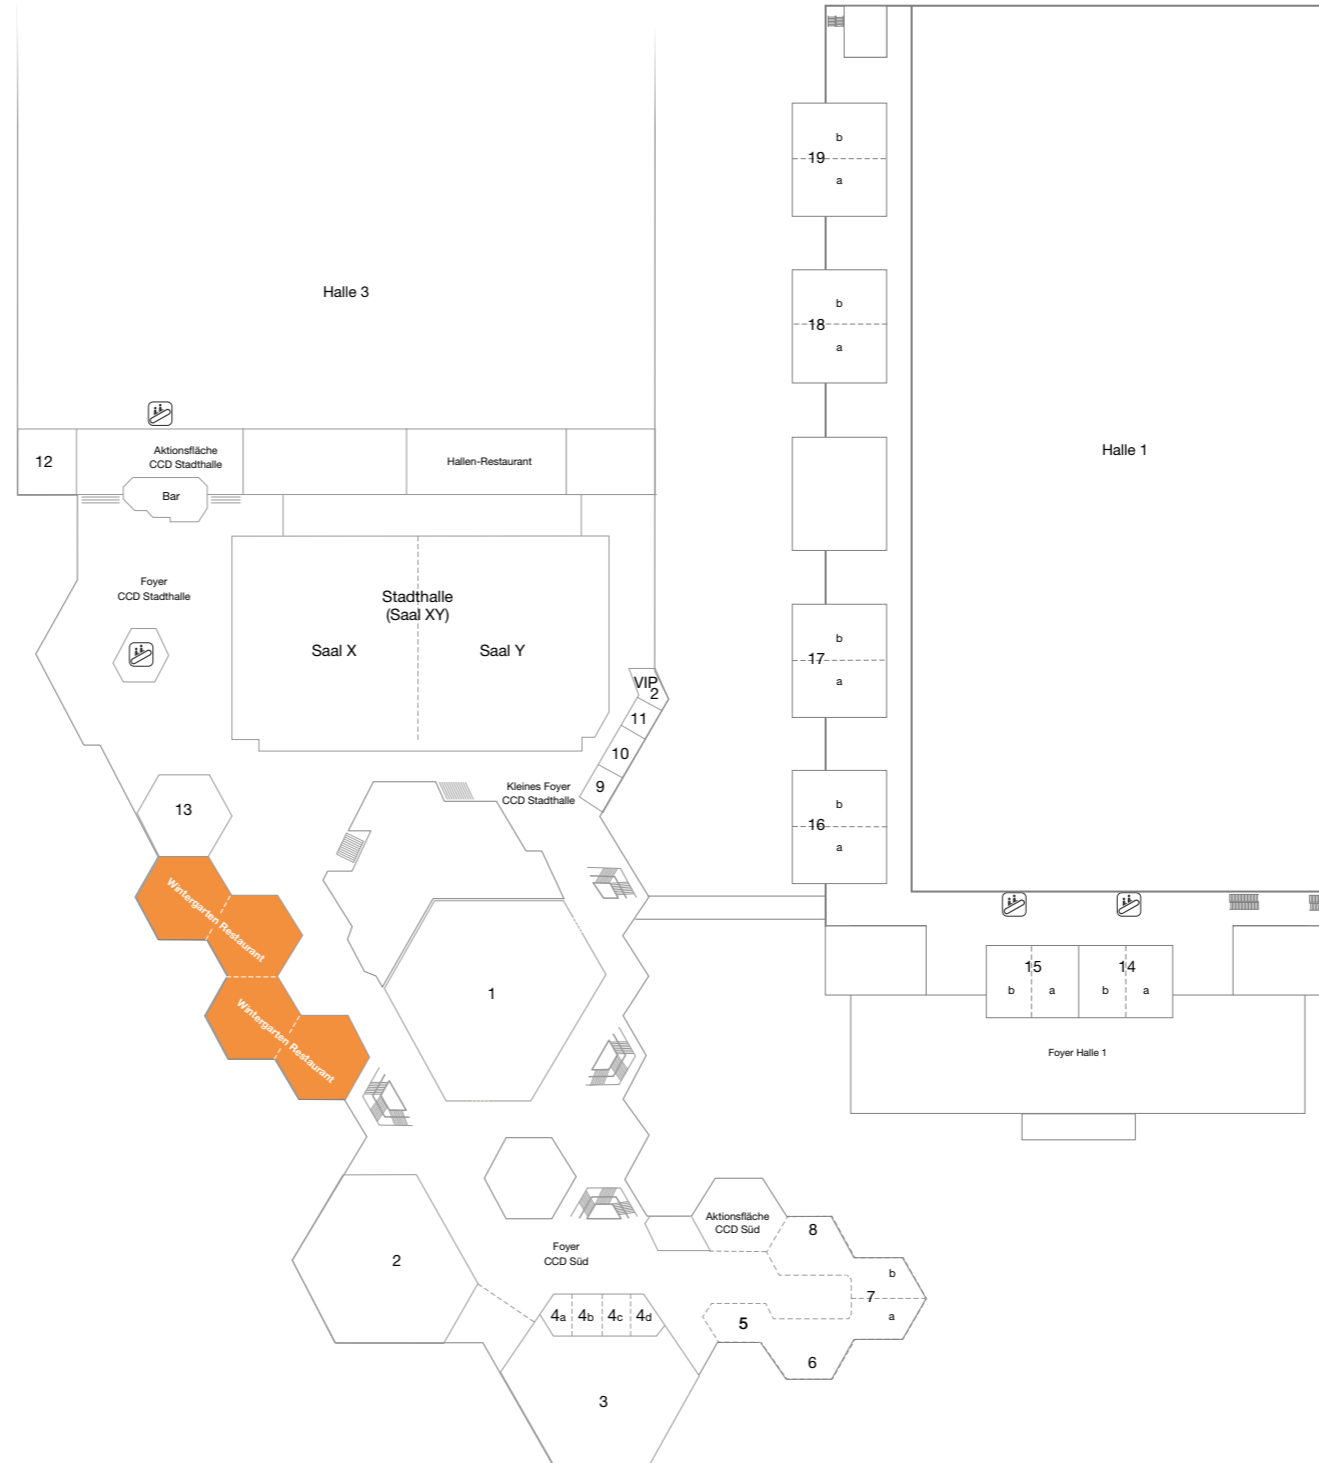 b
19
a
Halle 3
b
18
a
Halle 1
12
Aktionsfläche
CCD Stadthalle
Hallen-Restaurant
Bar
Foyer
CCD Stadthalle
Stadthalle
(Saal XY)
Saal X
Saal Y
b
17
a
VIP
2
11
10
9
Kleines Foyer
CCD Stadthalle
13
b
16
a
Wintergarten Restaurant
Wintergarten Restaurant
1
15
b
a
14
b
a
Foyer Halle 1
2
Foyer
CCD Süd
Aktionsfläche
CCD Süd
8
b
7
a
4a
4b
4c
4d
5
6
3